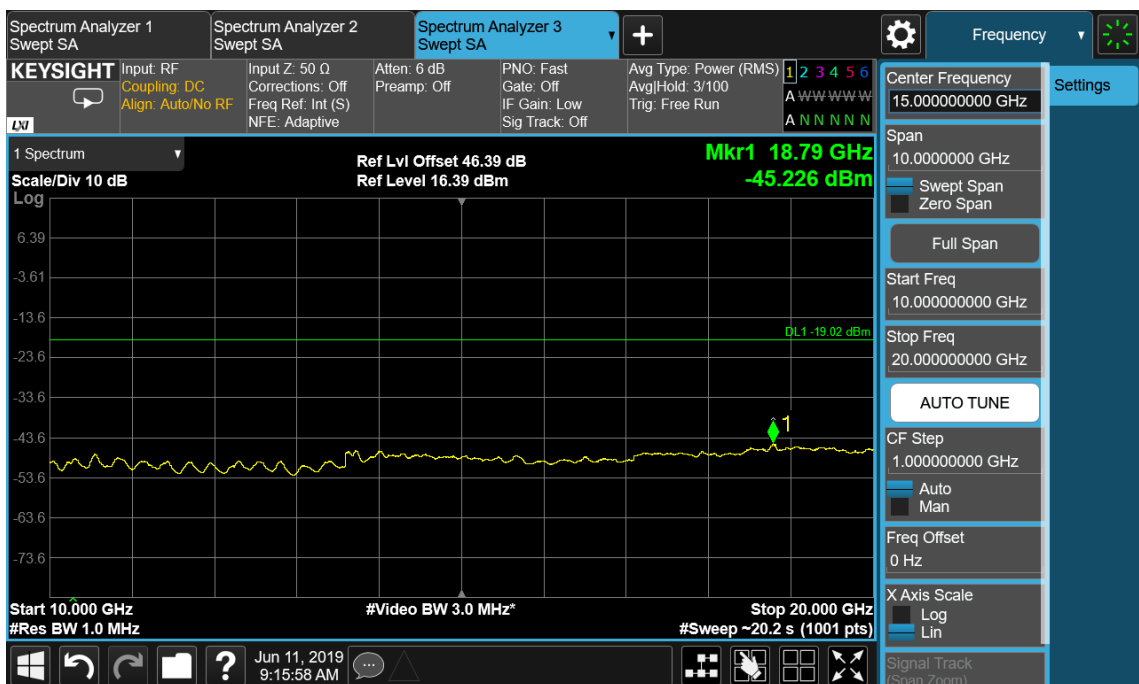 Spectrum Analyzer 1
Swept SA
Spectrum Analyzer 2
Swept SA
Spectrum Analyzer 3
Swept SA
+
Frequency
KEYSIGHT
LXI
Input: RF
Coupling: DC
Align: Auto/No RF
Input Z: 50 Ω
Corrections: Off
Freq Ref: Int (S)
NFE: Adaptive
Atten: 6 dB
Preamp: Off
PNO: Fast
Gate: Off
IF Gain: Low
Sig Track: Off
Avg Type: Power (RMS)
Avg|Hold: 3/100
Trig: Free Run
1 2 3 4 5 6
A W W W W W
A N N N N N
1 Spectrum
Scale/Div 10 dB
Log
Ref Lvl Offset 46.39 dB
Ref Level 16.39 dBm
Mkr1 18.79 GHz
-45.226 dBm
6.39
-3.61
-13.6
DL1 -19.02 dBm
-23.6
-33.6
1
-43.6
-53.6
-63.6
-73.6
Start 10.000 GHz
#Res BW 1.0 MHz
#Video BW 3.0 MHz*
Stop 20.000 GHz
#Sweep ~20.2 s (1001 pts)
Center Frequency
15.000000000 GHz
Settings
Span
10.0000000 GHz
Swept Span
Zero Span
Full Span
Start Freq
10.000000000 GHz
Stop Freq
20.000000000 GHz
AUTO TUNE
CF Step
1.000000000 GHz
Auto
Man
Freq Offset
0 Hz
X Axis Scale
Log
Lin
Signal Track
(Span Zoom)
?
Jun 11, 2019
9:15:58 AM